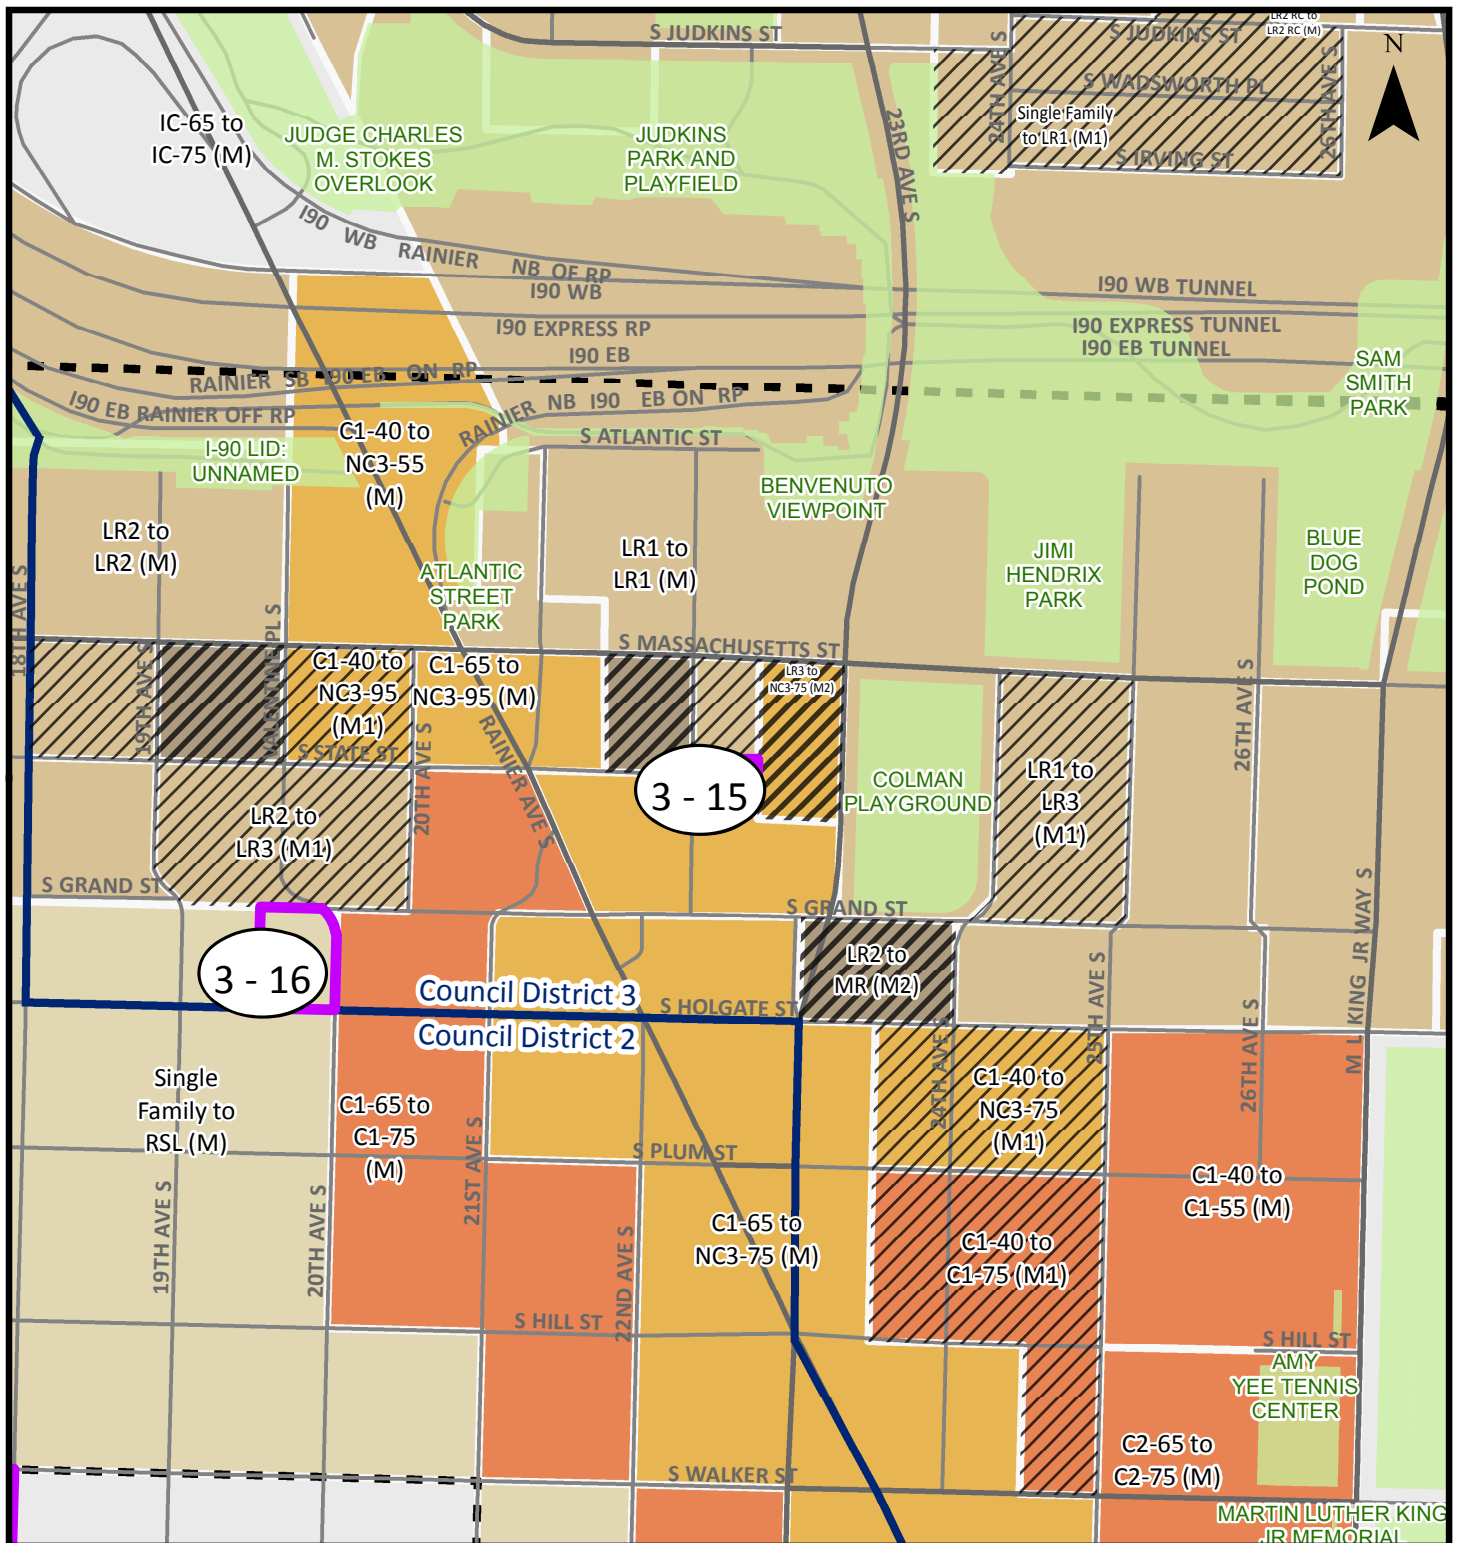 S JUDKINS ST
LR2 RC to
LR2 RC (M)
S JUDKINS ST
N
24TH AVE S
26TH AVE S
S WADSWORTH PL
Single Family
to LR1 (M1)
S IRVING ST
IC-65 to
IC-75 (M)
JUDGE CHARLES
M. STOKES
OVERLOOK
JUDKINS
PARK AND
PLAYFIELD
23RD AVE S
I90 WB RAINIER NB OF RP
I90 WB
I90 WB TUNNEL
I90 EXPRESS RP
I90 EXPRESS TUNNEL
I90 EB
I90 EB TUNNEL
RAINIER SB I90 EB ON RP
I90 EB RAINIER OFF RP
RAINIER NB I90 EB ON RP
SAM
SMITH
PARK
C1-40 to
NC3-55
(M)
S ATLANTIC ST
I-90 LID:
UNNAMED
BENVENUTO
VIEWPOINT
LR2 to
LR2 (M)
LR1 to
LR1 (M)
JIMI
HENDRIX
PARK
BLUE
DOG
POND
ATLANTIC
STREET
PARK
18TH AVE S
19TH AVE S
VALENTINE PL S
S MASSACHUSETTS ST
C1-40 to
NC3-95
(M1)
C1-65 to
NC3-95 (M)
LR3 to
NC3-75 (M2)
26TH AVE S
S STATE ST
20TH AVE S
RAINIER AVE S
3 - 15
COLMAN
PLAYGROUND
LR1 to
LR3
(M1)
LR2 to
LR3 (M1)
S GRAND ST
S GRAND ST
M L KING JR WAY S
LR2 to
MR (M2)
3 - 16
Council District 3
S HOLGATE ST
Council District 2
24TH AVE S
25TH AVE S
26TH AVE S
Single
Family to
RSL (M)
C1-65 to
C1-75
(M)
C1-40 to
NC3-75
(M1)
S PLUM ST
21ST AVE S
C1-40 to
C1-55 (M)
19TH AVE S
20TH AVE S
22ND AVE S
C1-65 to
NC3-75 (M)
C1-40 to
C1-75 (M1)
S HILL ST
S HILL ST
AMY
YEE TENNIS
CENTER
C2-65 to
C2-75 (M)
S WALKER ST
MARTIN LUTHER KING
JR MEMORIAL